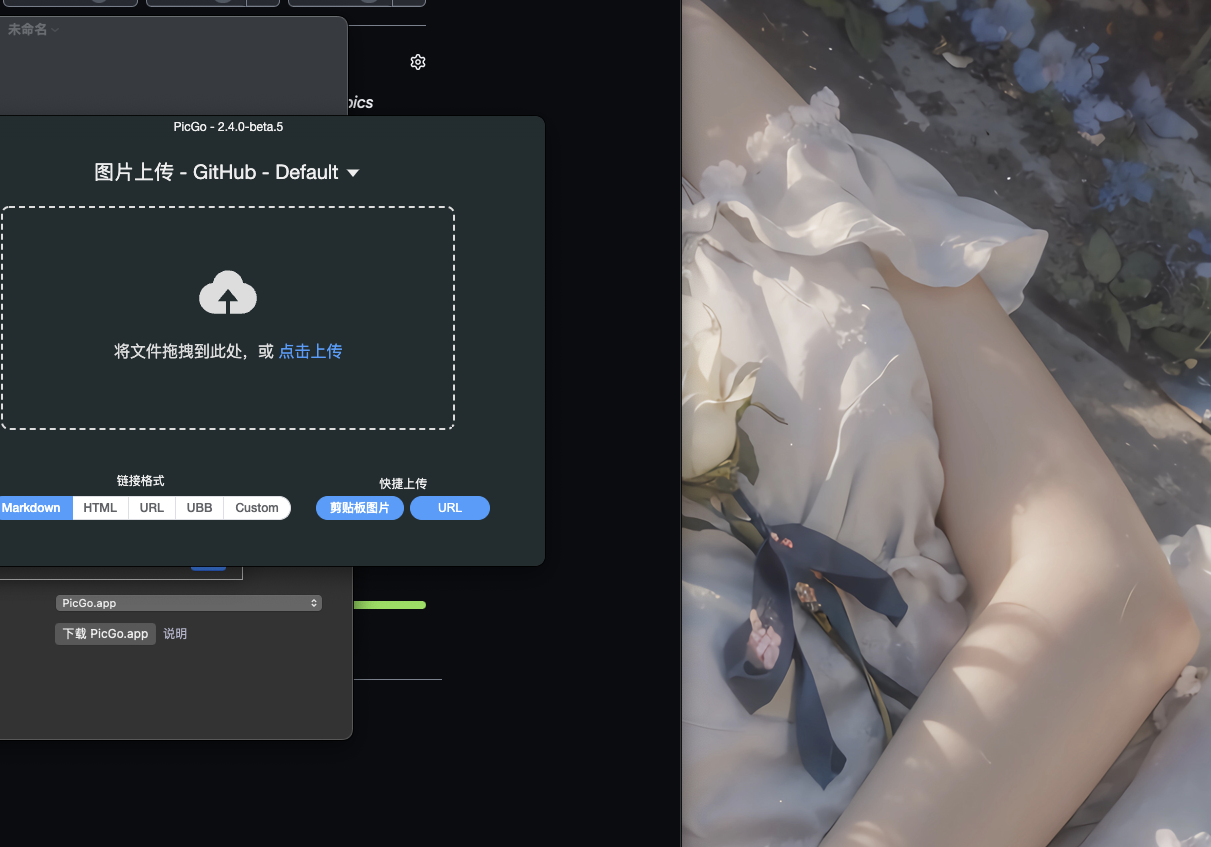 未命名
PicGo - 2.4.0-beta.5
图片上传 - GitHub - Default
将文件拖拽到此处，或 点击上传
链接格式
快捷上传
Markdown HTML URL UBB Custom
剪贴板图片 URL
PicGo.app
下载 PicGo.app 说明